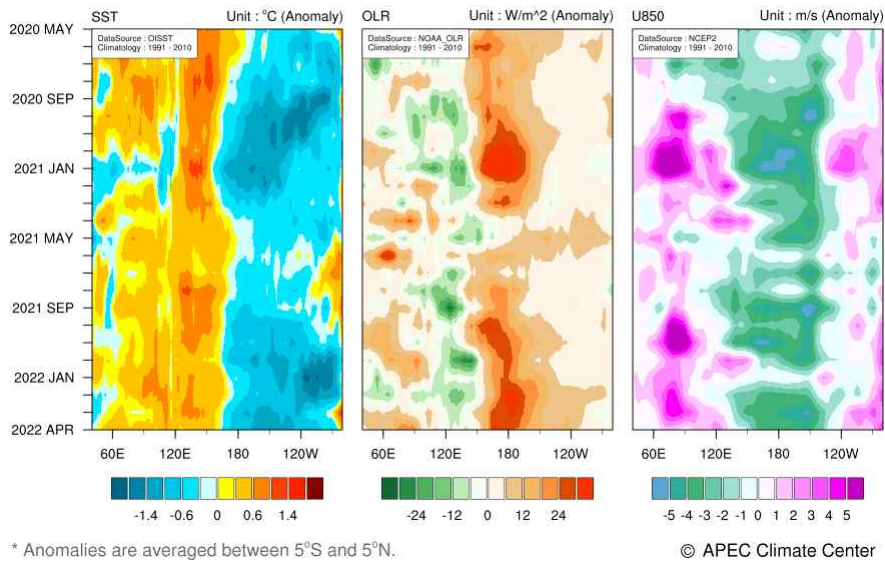 SST Unit : °C (Anomaly)
DataSource : OISST
Climatology : 1991 - 2010
OLR Unit : W/m^2 (Anomaly)
DataSource : NOAA_OLR
Climatology : 1991 - 2010
U850 Unit : m/s (Anomaly)
DataSource : NCEP2
Climatology : 1991 - 2010
2020 MAY
2020 SEP
2021 JAN
2021 MAY
2021 SEP
2022 JAN
2022 APR
60E 120E 180 120W
60E 120E 180 120W
60E 120E 180 120W
-1.4 -0.6 0 0.6 1.4
-24 -12 0 12 24
-5 -4 -3 -2 -1 0 1 2 3 4 5
* Anomalies are averaged between 5°S and 5°N.
© APEC Climate Center